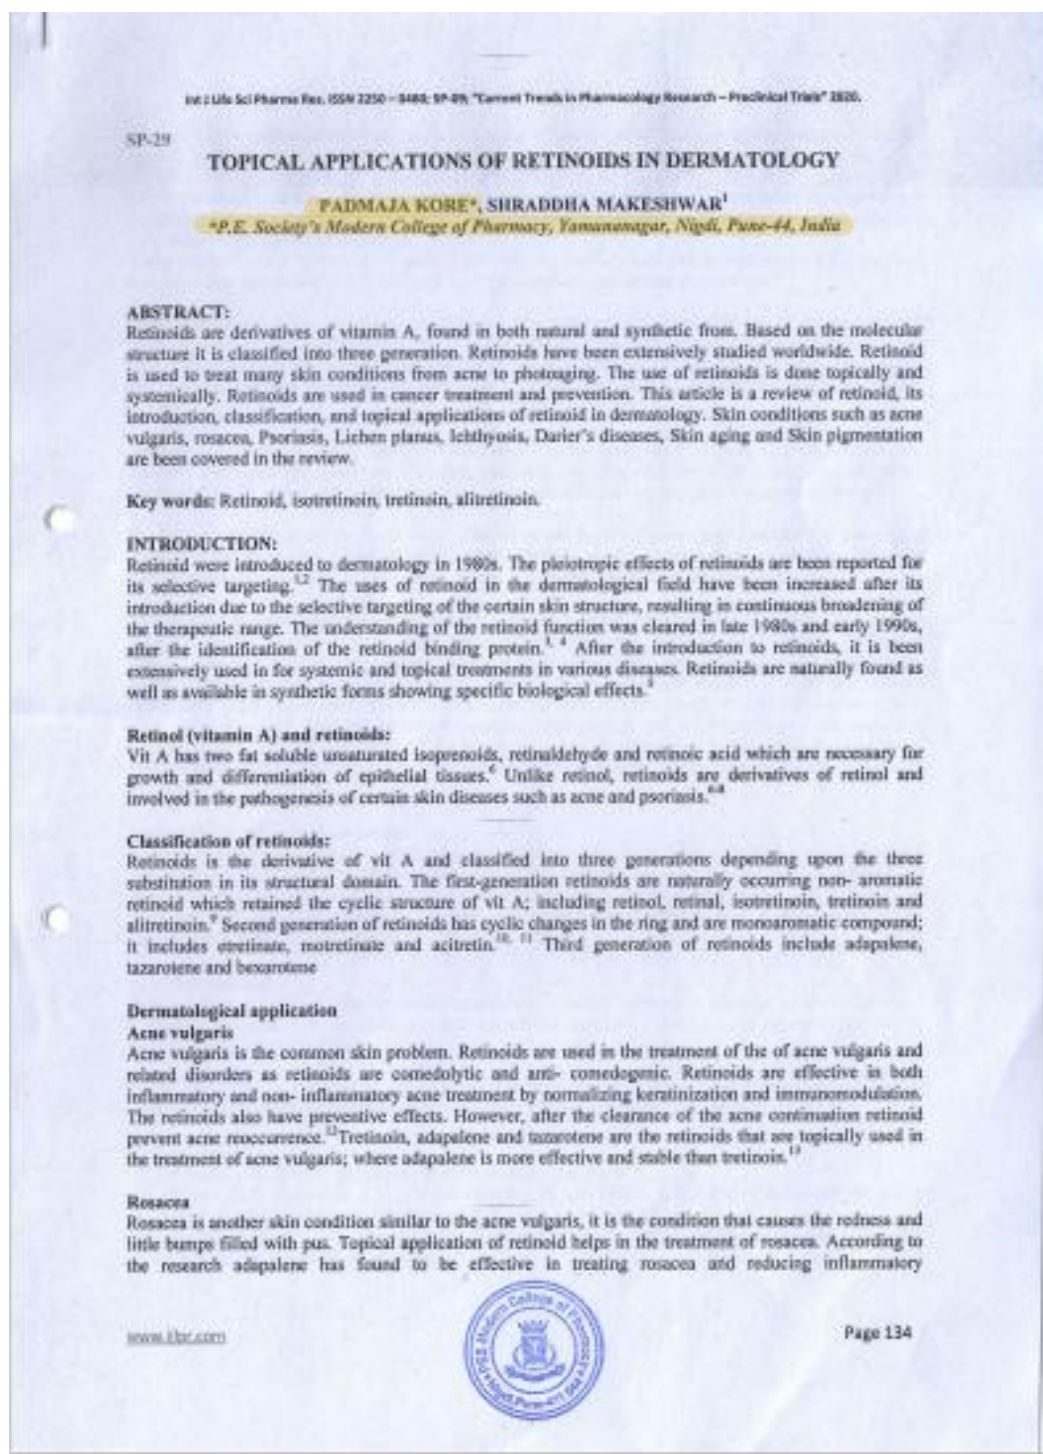 Int J Life Sci Pharma Res. ISSN 2250 – 0480; SP-09; "Current Trends in Pharmacology Research – Preclinical Trials" 2020.
SP-29
TOPICAL APPLICATIONS OF RETINOIDS IN DERMATOLOGY
PADMAJA KORE*, SHRADDHA MAKESHWAR1
*P.E. Society's Modern College of Pharmacy, Yamunanagar, Nigdi, Pune-44, India
ABSTRACT:
Retinoids are derivatives of vitamin A, found in both natural and synthetic from. Based on the molecular
structure it is classified into three generation. Retinoids have been extensively studied worldwide. Retinoid
is used to treat many skin conditions from acne to photoaging. The use of retinoids is done topically and
systemically. Retinoids are used in cancer treatment and prevention. This article is a review of retinoid, its
introduction, classification, and topical applications of retinoid in dermatology. Skin conditions such as acne
vulgaris, rosacea, Psoriasis, Lichen planus, Ichthyosis, Darier's diseases, Skin aging and Skin pigmentation
are been covered in the review.
Key words: Retinoid, isotretinoin, tretinoin, alitretinoin.
INTRODUCTION:
Retinoid were introduced to dermatology in 1980s. The pleiotropic effects of retinoids are been reported for
its selective targeting.1,2 The uses of retinoid in the dermatological field have been increased after its
introduction due to the selective targeting of the certain skin structure, resulting in continuous broadening of
the therapeutic range. The understanding of the retinoid function was cleared in late 1980s and early 1990s,
after the identification of the retinoid binding protein.3, 4 After the introduction to retinoids, it is been
extensively used in for systemic and topical treatments in various diseases. Retinoids are naturally found as
well as available in synthetic forms showing specific biological effects.5
Retinol (vitamin A) and retinoids:
Vit A has two fat soluble unsaturated isoprenoids, retinaldehyde and retinoic acid which are necessary for
growth and differentiation of epithelial tissues.6 Unlike retinol, retinoids are derivatives of retinol and
involved in the pathogenesis of certain skin diseases such as acne and psoriasis.6-8
Classification of retinoids:
Retinoids is the derivative of vit A and classified into three generations depending upon the three
substitution in its structural domain. The first-generation retinoids are naturally occurring non- aromatic
retinoid which retained the cyclic structure of vit A; including retinol, retinal, isotretinoin, tretinoin and
alitretinoin.9 Second generation of retinoids has cyclic changes in the ring and are monoaromatic compound;
it includes etretinate, motretinate and acitretin.10, 11 Third generation of retinoids include adapalene,
tazarotene and bexarotene
Dermatological application
Acne vulgaris
Acne vulgaris is the common skin problem. Retinoids are used in the treatment of the of acne vulgaris and
related disorders as retinoids are comedolytic and anti- comedogenic. Retinoids are effective in both
inflammatory and non- inflammatory acne treatment by normalizing keratinization and immunomodulation.
The retinoids also have preventive effects. However, after the clearance of the acne continuation retinoid
prevent acne reoccurrence.12Tretinoin, adapalene and tazarotene are the retinoids that are topically used in
the treatment of acne vulgaris; where adapalene is more effective and stable than tretinoin.13
Rosacea
Rosacea is another skin condition similar to the acne vulgaris, it is the condition that causes the redness and
little bumps filled with pus. Topical application of retinoid helps in the treatment of rosacea. According to
the research adapalene has found to be effective in treating rosacea and reducing inflammatory
Modern College of Pharmacy
Nigdi, Pune-411 044
www.ijlpr.com
Page 134